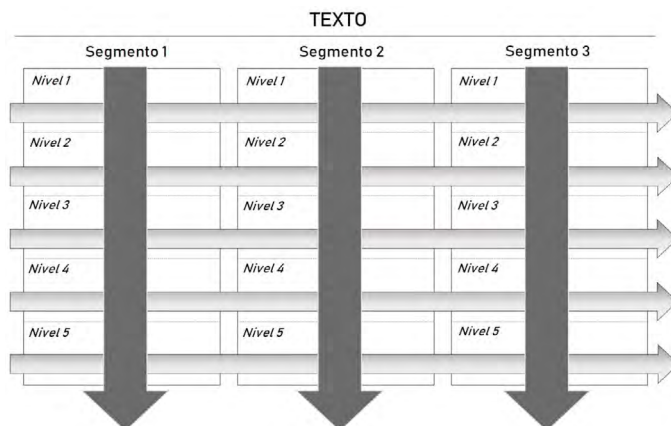 TEXTO
Segmento 1 Segmento 2 Segmento 3
Nivel 1 Nivel 1 Nivel 1
Nivel 2 Nivel 2 Nivel 2
Nivel 3 Nivel 3 Nivel 3
Nivel 4 Nivel 4 Nivel 4
Nivel 5 Nivel 5 Nivel 5